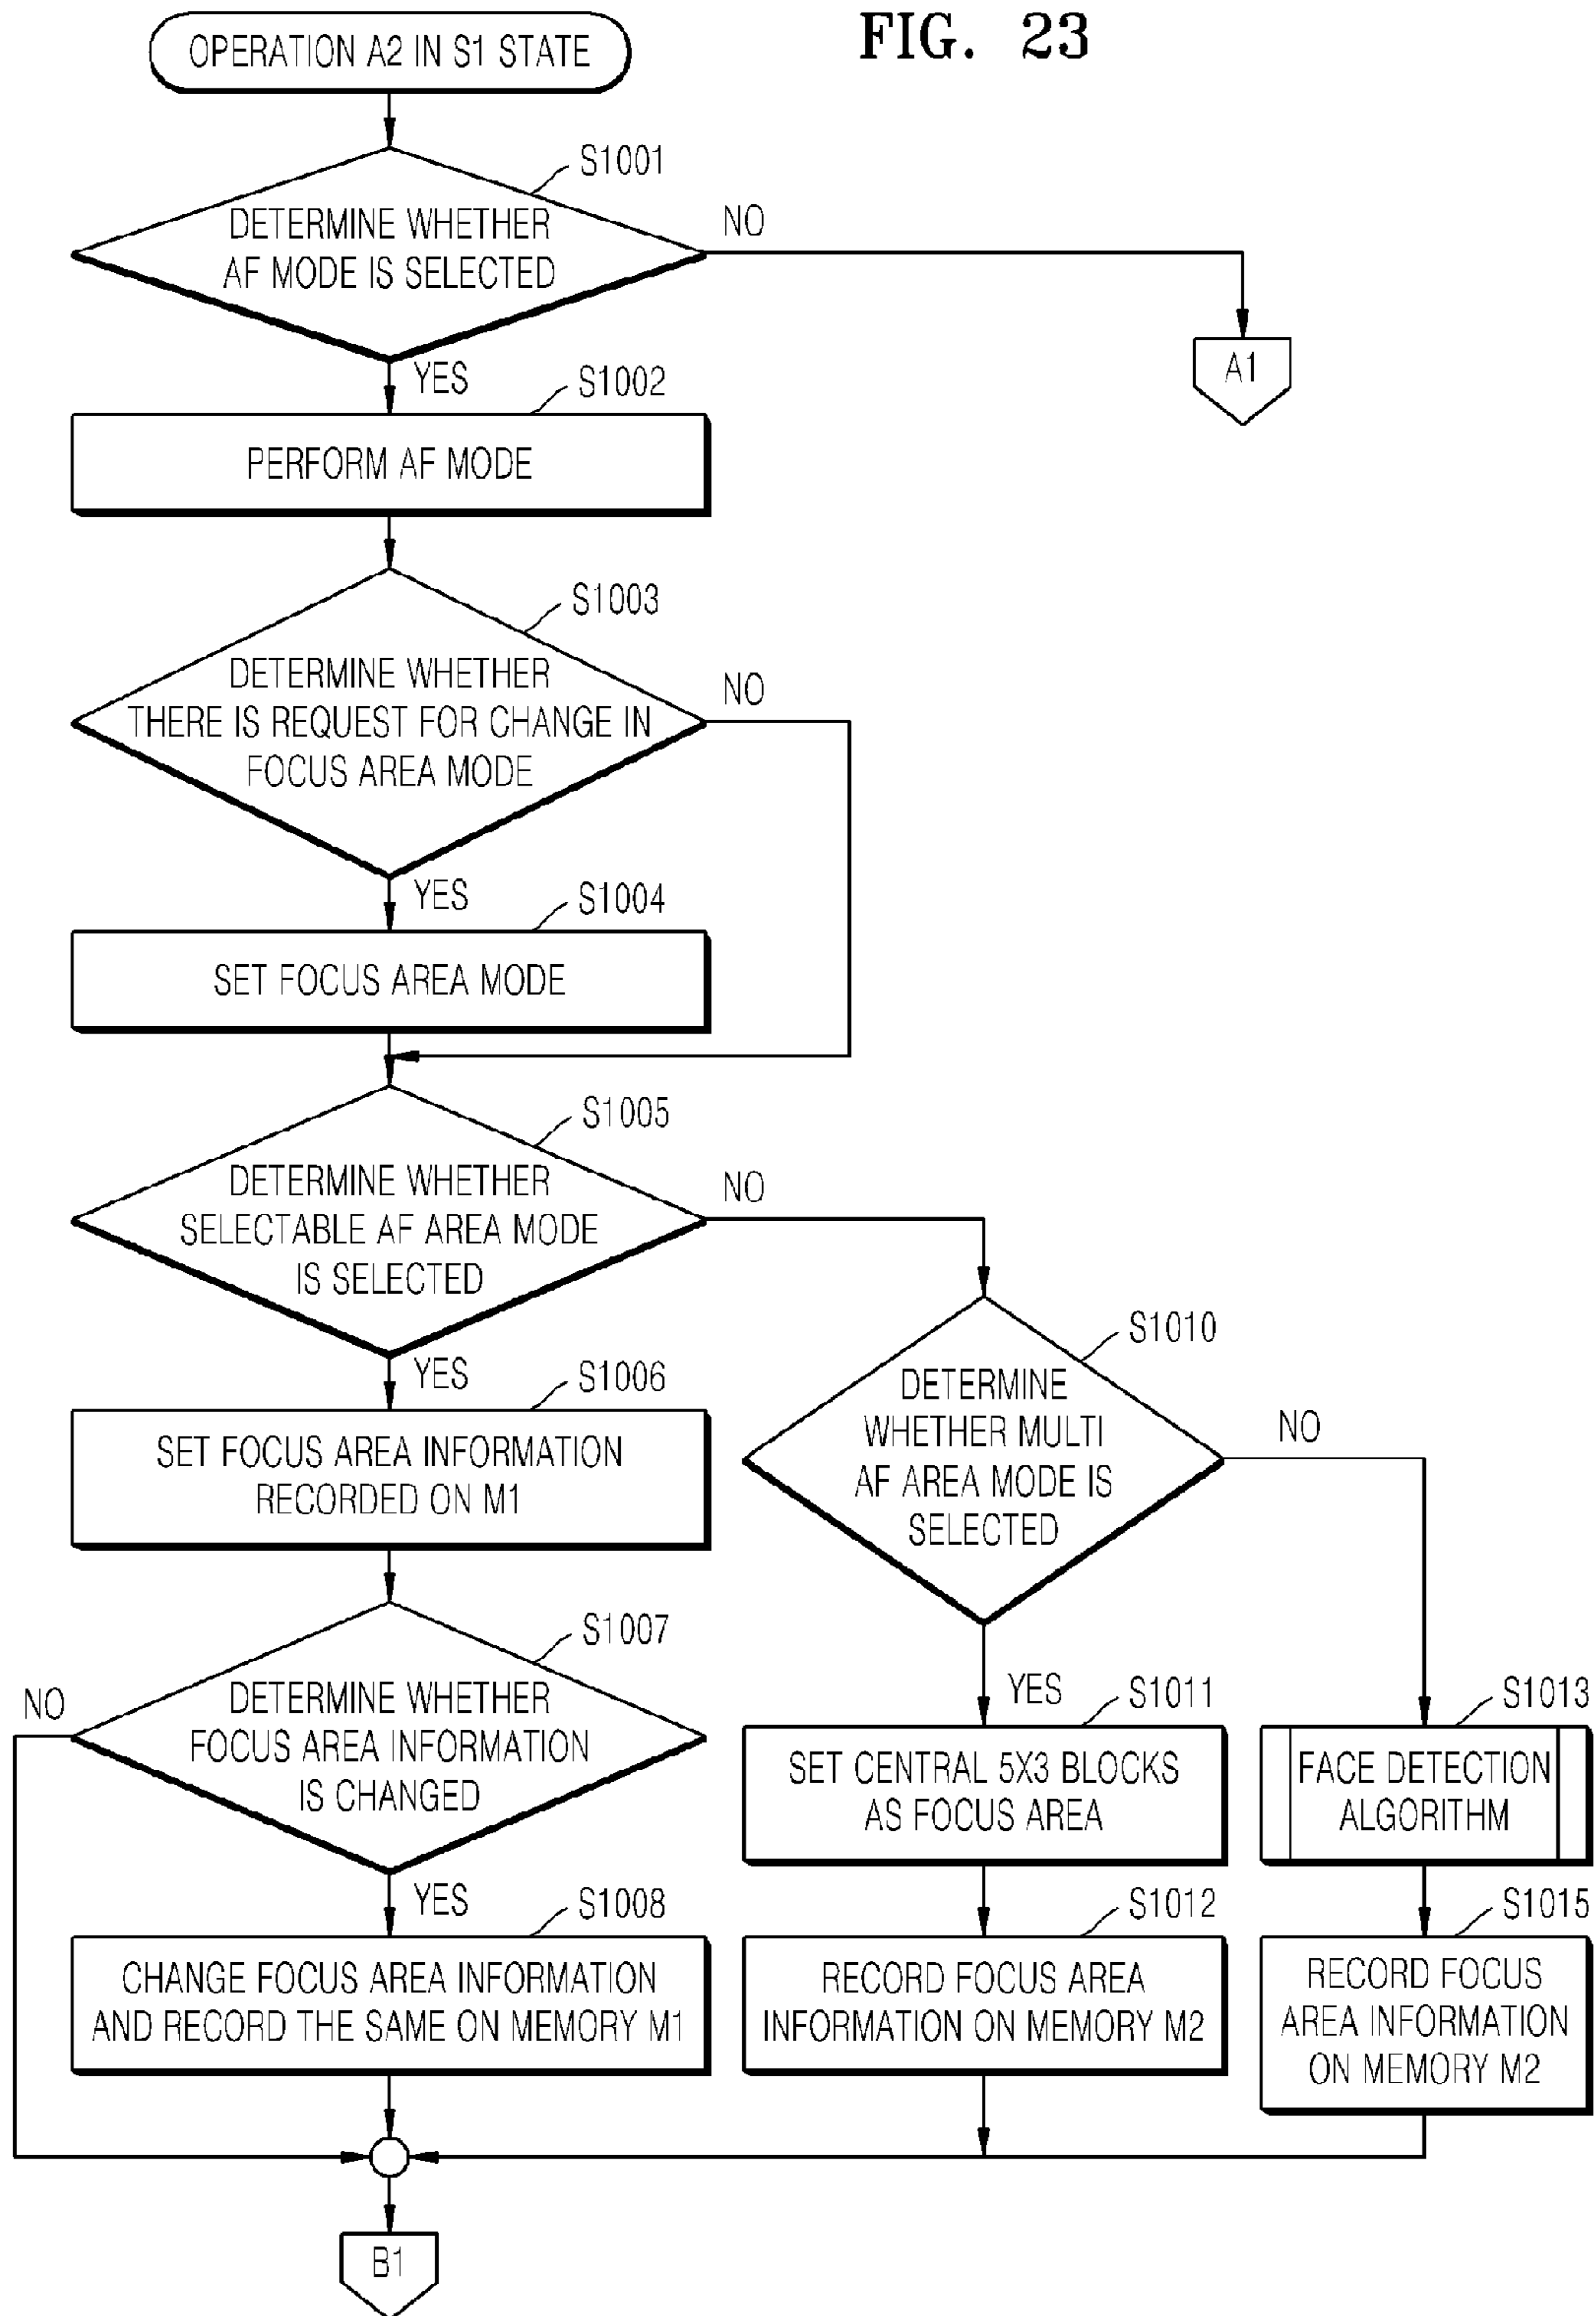 FIG. 23
OPERATION A2 IN S1 STATE
S1001
DETERMINE WHETHER
AF MODE IS SELECTED
NO
A1
YES
S1002
PERFORM AF MODE
S1003
DETERMINE WHETHER
THERE IS REQUEST FOR CHANGE IN
FOCUS AREA MODE
NO
YES
S1004
SET FOCUS AREA MODE
S1005
DETERMINE WHETHER
SELECTABLE AF AREA MODE
IS SELECTED
NO
YES
S1006
SET FOCUS AREA INFORMATION
RECORDED ON M1
S1007
DETERMINE WHETHER
FOCUS AREA INFORMATION
IS CHANGED
NO
YES
S1008
CHANGE FOCUS AREA INFORMATION
AND RECORD THE SAME ON MEMORY M1
S1010
DETERMINE
WHETHER MULTI
AF AREA MODE IS
SELECTED
NO
YES
S1011
SET CENTRAL 5X3 BLOCKS
AS FOCUS AREA
S1012
RECORD FOCUS AREA
INFORMATION ON MEMORY M2
S1013
FACE DETECTION
ALGORITHM
S1015
RECORD FOCUS
AREA INFORMATION
ON MEMORY M2
B1